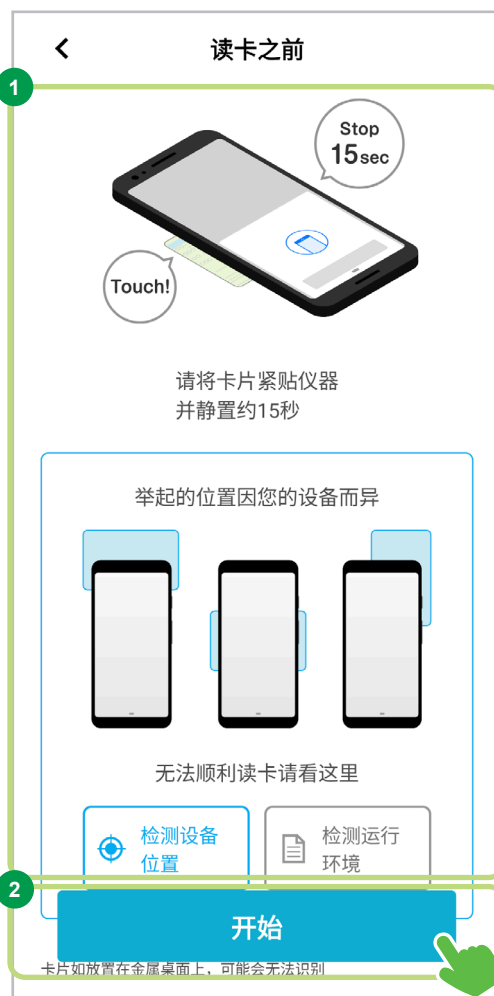 读卡之前
1
Stop
15sec
Touch!
请将卡片紧贴仪器
并静置约15秒
举起的位置因您的设备而异
无法顺利读卡请看这里
检测设备
位置
检测运行
环境
2
开始
卡片如放置在金属桌面上，可能会无法识别